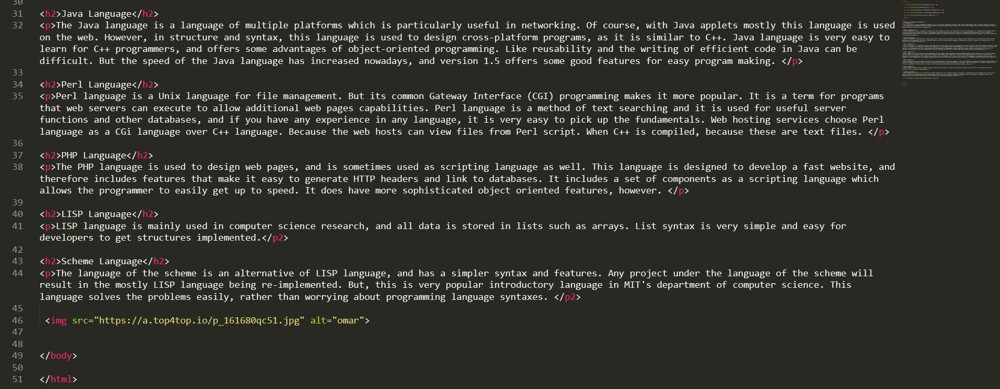 30
31 <h2>Java Language</h2>
32 <p>The Java language is a language of multiple platforms which is particularly useful in networking. Of course, with Java applets mostly this language is used
on the web. However, in structure and syntax, this language is used to design cross-platform programs, as it is similar to C++. Java language is very easy to
learn for C++ programmers, and offers some advantages of object-oriented programming. Like reusability and the writing of efficient code in Java can be
difficult. But the speed of the Java language has increased nowadays, and version 1.5 offers some good features for easy program making. </p>
33
34 <h2>Perl Language</h2>
35 <p>Perl language is a Unix language for file management. But its common Gateway Interface (CGI) programming makes it more popular. It is a term for programs
that web servers can execute to allow additional web pages capabilities. Perl language is a method of text searching and it is used for useful server
functions and other databases, and if you have any experience in any language, it is very easy to pick up the fundamentals. Web hosting services choose Perl
language as a CGi language over C++ language. Because the web hosts can view files from Perl script. When C++ is compiled, because these are text files. </p>
36
37 <h2>PHP Language</h2>
38 <p>The PHP language is used to design web pages, and is sometimes used as scripting language as well. This language is designed to develop a fast website, and
therefore includes features that make it easy to generate HTTP headers and link to databases. It includes a set of components as a scripting language which
allows the programmer to easily get up to speed. It does have more sophisticated object oriented features, however. </p>
39
40 <h2>LISP Language</h2>
41 <p>LISP language is mainly used in computer science research, and all data is stored in lists such as arrays. List syntax is very simple and easy for
developers to get structures implemented.</p2>
42
43 <h2>Scheme Language</h2>
44 <p>The language of the scheme is an alternative of LISP language, and has a simpler syntax and features. Any project under the language of the scheme will
result in the mostly LISP language being re-implemented. But, this is very popular introductory language in MIT's department of computer science. This
language solves the problems easily, rather than worrying about programming language syntaxes. </p2>
45
46 <img src="https://a.top4top.io/p_161680qc51.jpg" alt="omar">
47
48
49 </body>
50
51 </html>